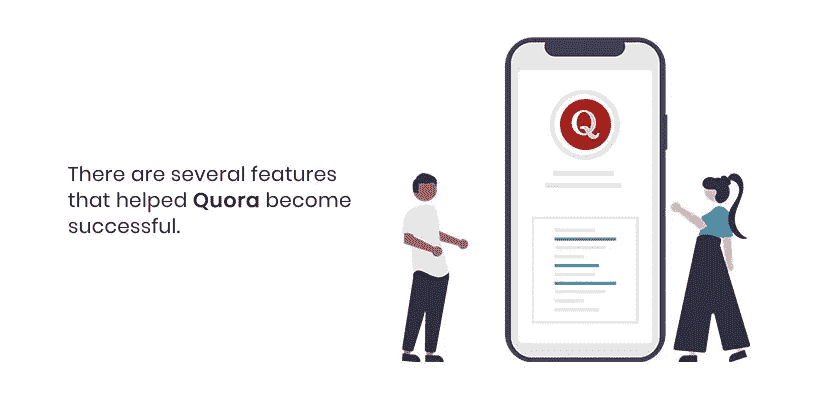 There are several features
that helped Quora become
successful.
Q